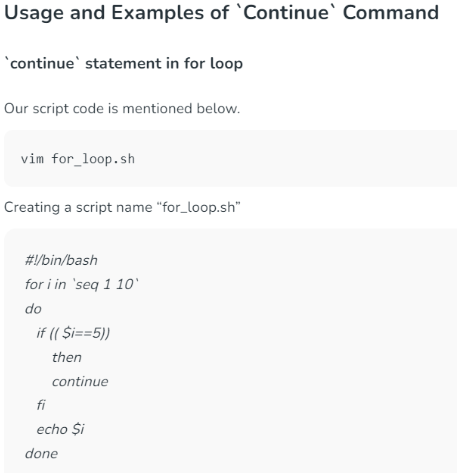 Usage and Examples of `Continue` Command
`continue` statement in for loop
Our script code is mentioned below.
vim for_loop.sh
Creating a script name “for_loop.sh”
#!/bin/bash
for i in `seq 1 10`
do
if (( $i==5))
then
continue
fi
echo $i
done